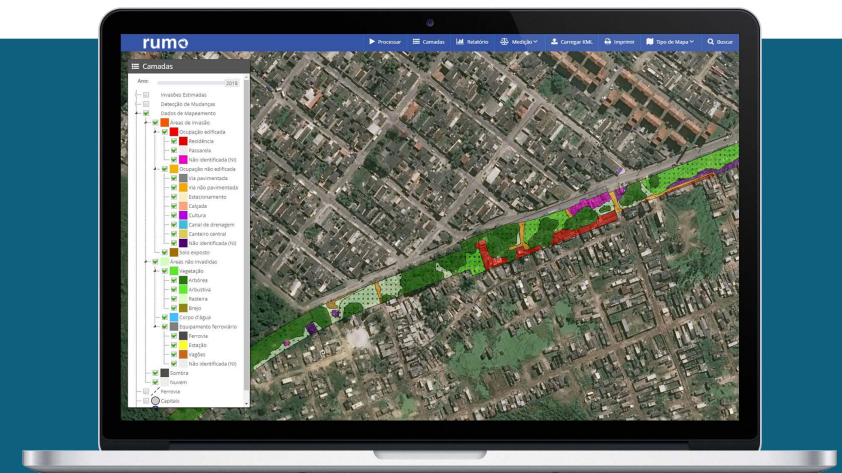 rumo
Processar Camadas Relatório Medição Carregar KML Imprimir Tipo de Mapa Buscar
Camadas
Ano: 2018
Invasões Estimadas
Detecção de Mudanças
Dados de Mapeamento
Áreas de invasão
Ocupação edificada
Residência
Passarela
Não identificada (NI)
Ocupação não edificada
Via pavimentada
Via não pavimentada
Estacionamento
Calçada
Cultura
Canal de drenagem
Canteiro central
Não identificada (NI)
Solo exposto
Áreas não invadidas
Vegetação
Arbórea
Arbustiva
Rasteira
Brejo
Corpo d'água
Equipamento ferroviário
Ferrovia
Estação
Vagões
Não identificada (NI)
Sombra
Nuvem
Ferrovia
Capitais